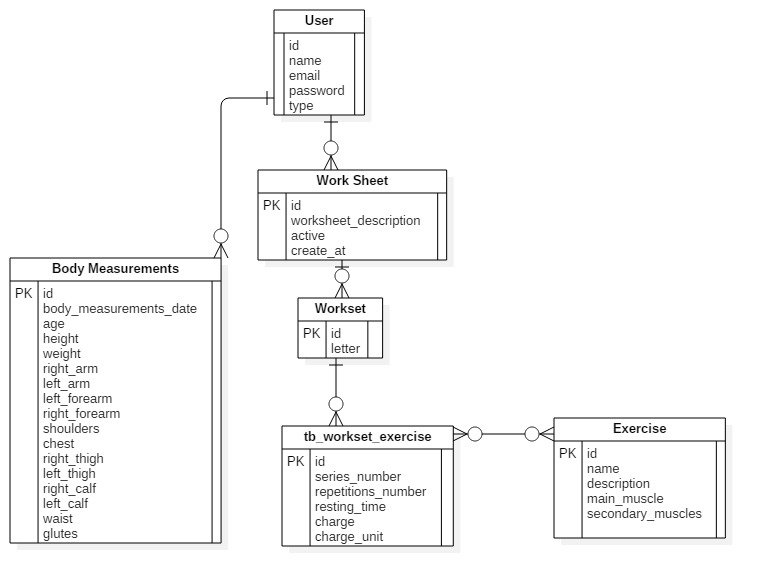 User
id
name
email
password
type
Work Sheet
PK id
worksheet_description
active
create_at
Body Measurements
PK id
body_measurements_date
age
height
weight
right_arm
left_arm
left_forearm
right_forearm
shoulders
chest
right_thigh
left_thigh
right_calf
left_calf
waist
glutes
Workset
PK id
letter
tb_workset_exercise
PK id
series_number
repetitions_number
resting_time
charge
charge_unit
Exercise
PK id
name
description
main_muscle
secondary_muscles